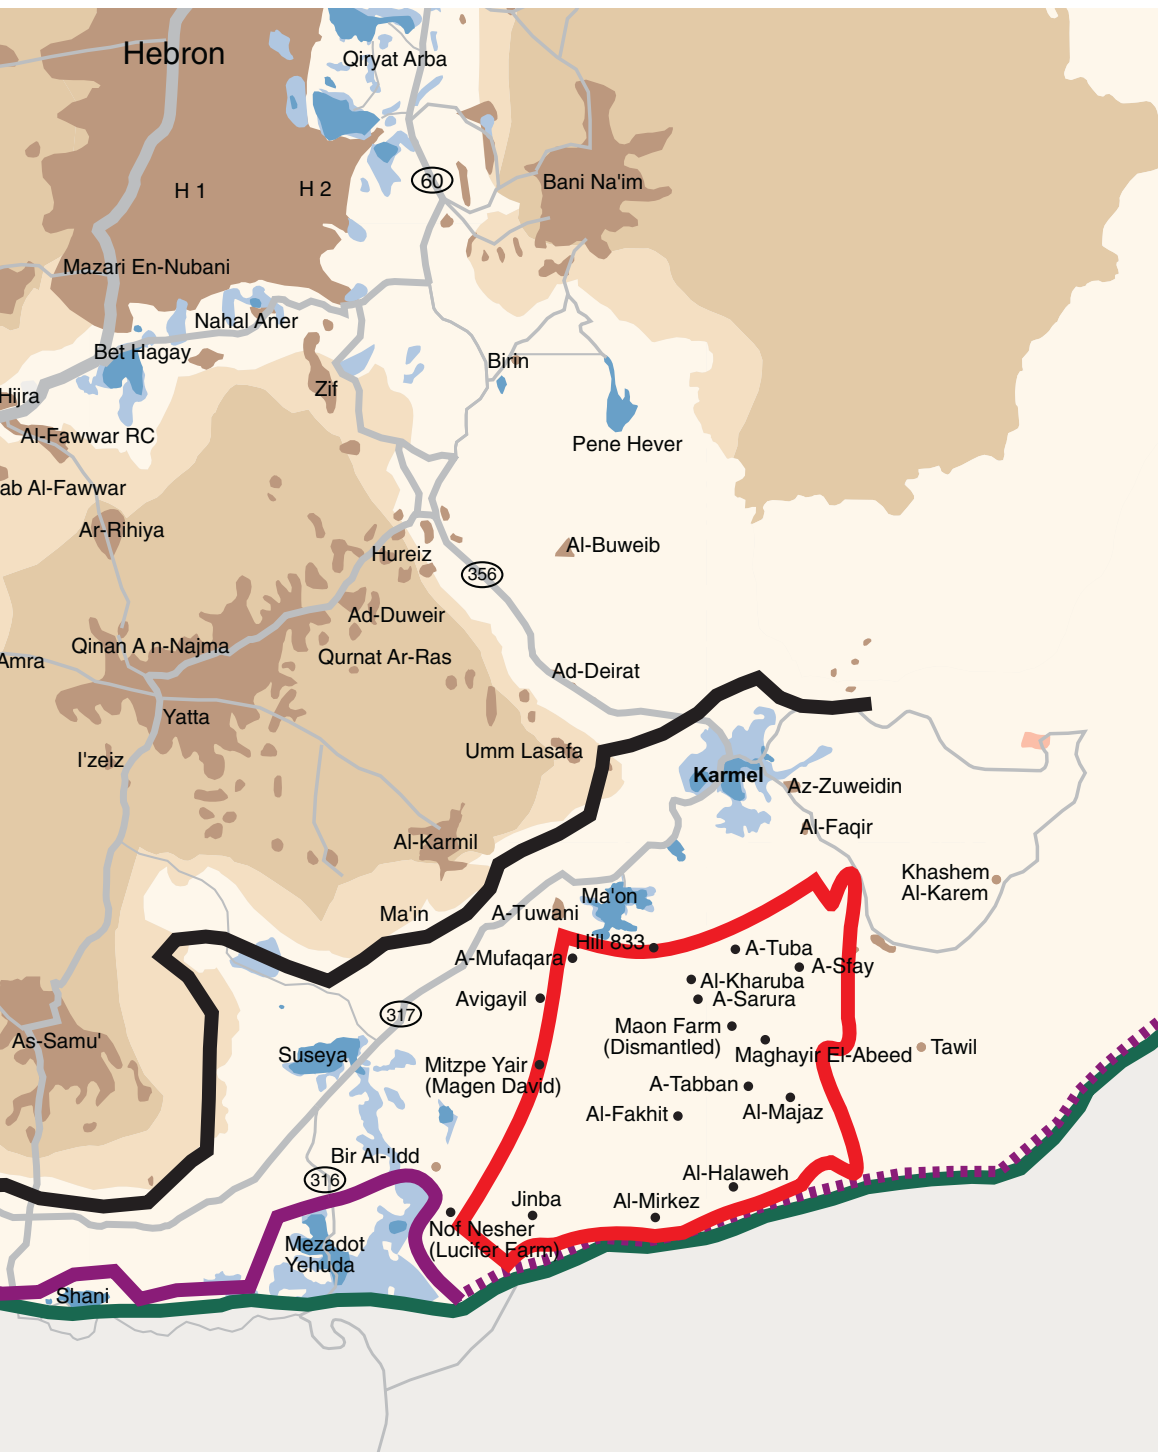 Hebron
Qiryat Arba
60
H 1
H 2
Bani Na'im
Mazari En-Nubani
Nahal Aner
Bet Hagay
Birin
Zif
Hijra
Al-Fawwar RC
Pene Hever
ab Al-Fawwar
Ar-Rihiya
Al-Buweib
Hureiz
356
Ad-Duweir
Qinan A n-Najma
Qurnat Ar-Ras
Amra
Ad-Deirat
Yatta
I'zeiz
Umm Lasafa
Karmel
Az-Zuweidin
Al-Faqir
Al-Karmil
Khashem
Al-Karem
Ma'on
Ma'in
A-Tuwani
Hill 833
A-Tuba
A-Mufaqara
A-Sfay
Al-Kharuba
Avigayil
A-Sarura
317
Maon Farm
(Dismantled)
As-Samu'
Suseya
Maghayir El-Abeed
Tawil
Mitzpe Yair
(Magen David)
A-Tabban
Al-Fakhit
Al-Majaz
Bir Al-'Idd
316
Al-Halaweh
Jinba
Al-Mirkez
Nof Nesher
(Lucifer Farm)
Mezadot
Yehuda
Shani